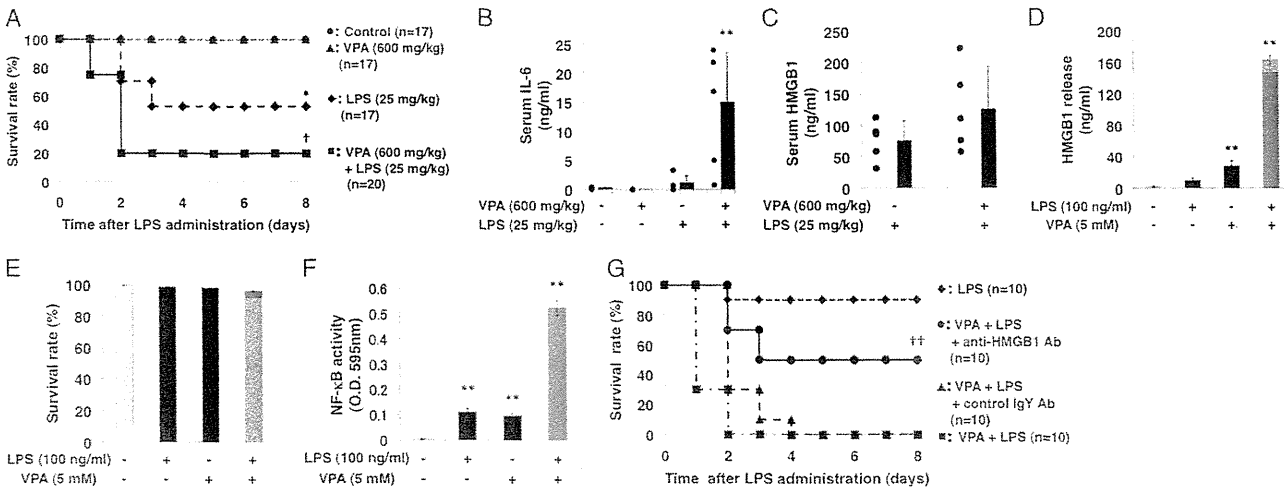 A
Survival rate (%)
100
80
60
40
20
0
0 2 4 6 8
Time after LPS administration (days)
*
†
: Control (n=17)
: VPA (600 mg/kg)
(n=17)
: LPS (25 mg/kg)
(n=17)
: VPA (600 mg/kg)
+ LPS (25 mg/kg)
(n=20)
B
Serum IL-6
(ng/ml)
25
20
15
10
5
0
**
VPA (600 mg/kg) - + - +
LPS (25 mg/kg) - - + +
C
Serum HMGB1
(ng/ml)
250
200
150
100
50
0
VPA (600 mg/kg) - +
LPS (25 mg/kg) + +
D
HMGB1 release
(ng/ml)
200
160
120
80
40
0
**
**
LPS (100 ng/ml) - + - +
VPA (5 mM) - - + +
E
Survival rate (%)
100
80
60
40
20
0
LPS (100 ng/ml) - + - +
VPA (5 mM) - - + +
F
NF-κB activity
(O.D. 595nm)
0.6
0.5
0.4
0.3
0.2
0.1
0
** ** **
LPS (100 ng/ml) - + - +
VPA (5 mM) - - + +
G
Survival rate (%)
100
80
60
40
20
0
0 2 4 6 8
Time after LPS administration (days)
††
: LPS (n=10)
: VPA + LPS
+ anti-HMGB1 Ab
(n=10)
: VPA + LPS
+ control IgY Ab
(n=10)
: VPA + LPS (n=10)